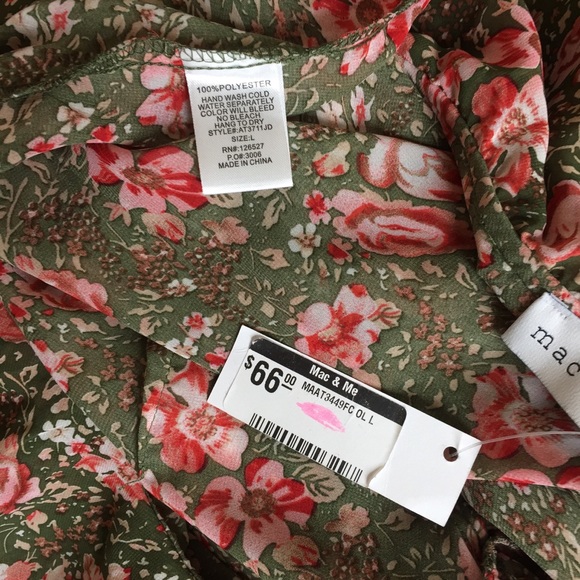 100%POLYESTER
HAND WASH COLD
WATER SEPARATELY
COLOR WILL BLEED
NO BLEACH
HANG TO DRY
STYLE#:AT3711JD
SIZE:L
RN#:126527
P.O#:3006
MADE IN CHINA
mac
$66.00
Mac & Me
MAAT3449FC OL L